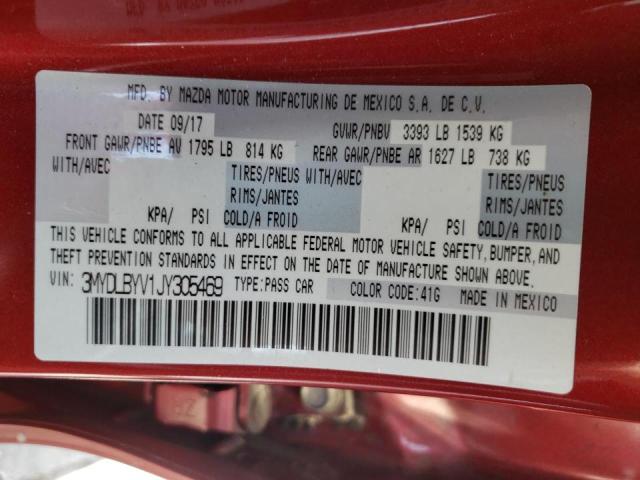 MFD. BY MAZDA MOTOR MANUFACTURING DE MEXICO S.A. DE C.V.
DATE 09/17 GVWR/PNBV 3393 LB 1539 KG
FRONT GAWR/PNBE AV 1795 LB 814 KG REAR GAWR/PNBE AR 1627 LB 738 KG
WITH/AVEC TIRES/PNEUS WITH/AVEC TIRES/PNEUS
RIMS/JANTES RIMS/JANTES
KPA/ PSI COLD/A FROID KPA/ PSI COLD/A FROID
THIS VEHICLE CONFORMS TO ALL APPLICABLE FEDERAL MOTOR VEHICLE SAFETY, BUMPER, AND
THEFT PREVENTION STANDARDS IN EFFECT ON THE DATE OF MANUFACTURE SHOWN ABOVE.
VIN: 3MYDLBYV1JY305469 TYPE:PASS CAR COLOR CODE:41G MADE IN MEXICO